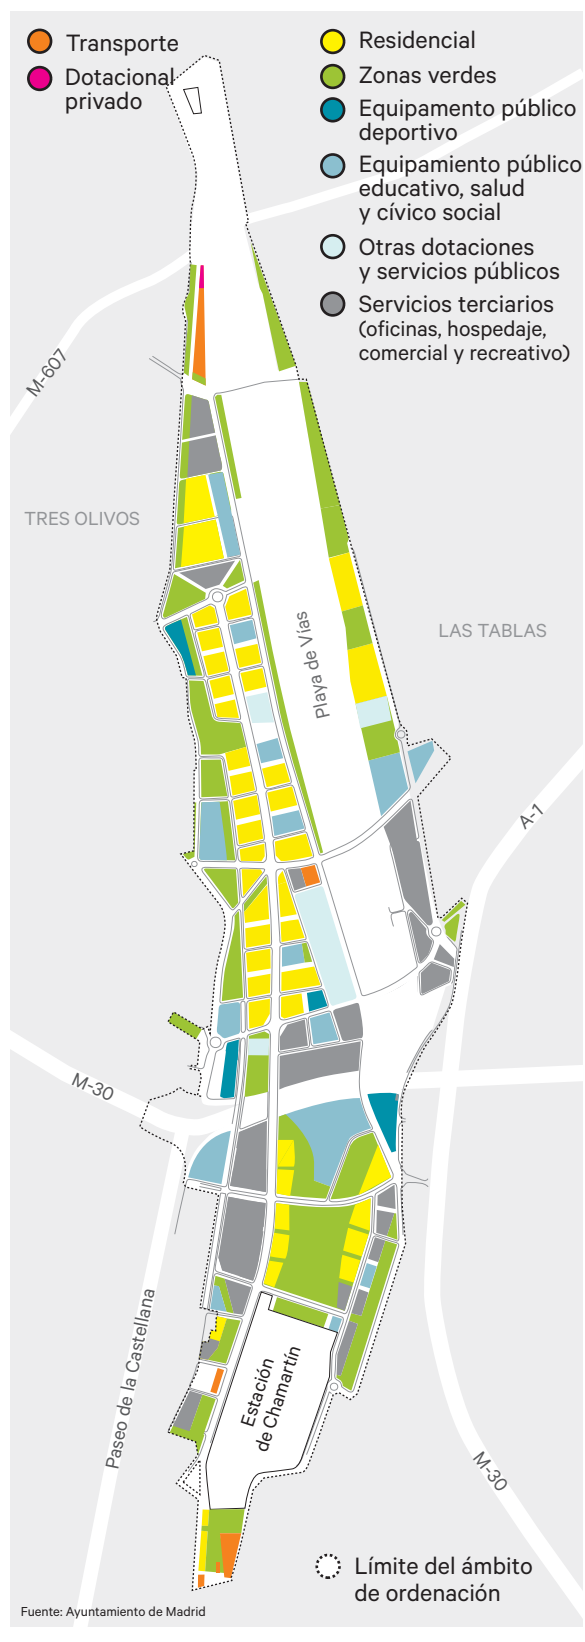 Transporte
Dotacional
privado
Residencial
Zonas verdes
Equipamento público
deportivo
Equipamiento público
educativo, salud
y cívico social
Otras dotaciones
y servicios públicos
Servicios terciarios
(oficinas, hospedaje,
comercial y recreativo)
M-607
TRES OLIVOS
LAS TABLAS
Playa de Vías
A-1
M-30
Paseo de la Castellana
Estación
de Chamartín
M-30
Límite del ámbito
de ordenación
Fuente: Ayuntamiento de Madrid